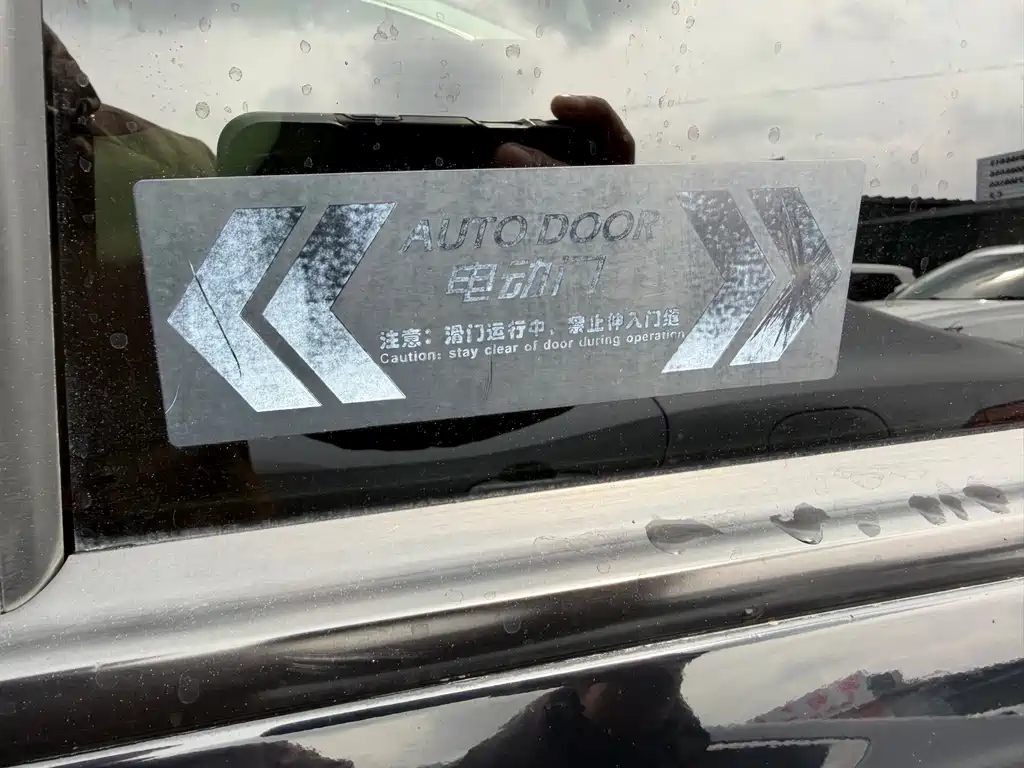 AUTO DOOR
电动门
注意：滑门运行中、禁止伸入门缝
Caution: stay clear of door during operation